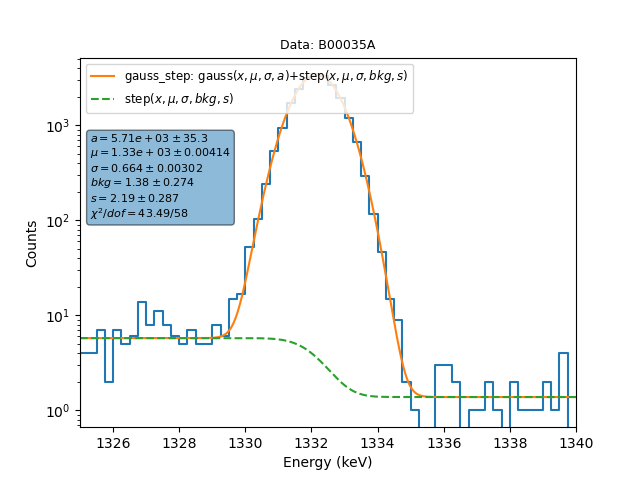 Data: B00035A
gauss_step: gauss(x, μ, σ, a)+step(x, μ, σ, bkg, s)
step(x, μ, σ, bkg, s)
a = 5.71e + 03 ± 35.3
μ = 1.33e + 03 ± 0.00414
σ = 0.664 ± 0.00302
bkg = 1.38 ± 0.274
s = 2.19 ± 0.287
χ²/dof = 43.49/58
10³
10²
10¹
10⁰
Counts
1326 1328 1330 1332 1334 1336 1338 1340
Energy (keV)